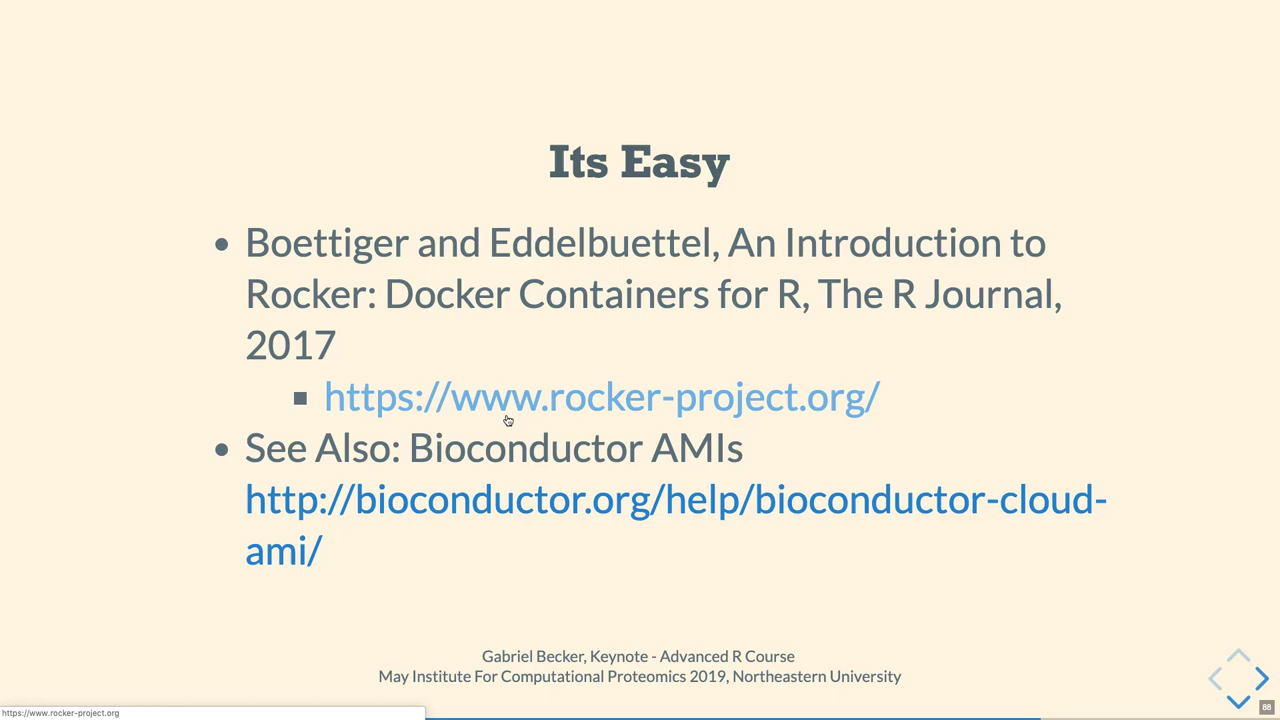 Its Easy
Boettiger and Eddelbuettel, An Introduction to
Rocker: Docker Containers for R, The R Journal,
2017
https://www.rocker-project.org/
See Also: Bioconductor AMIs
http://bioconductor.org/help/bioconductor-cloud-
ami/
Gabriel Becker, Keynote - Advanced R Course
May Institute For Computational Proteomics 2019, Northeastern University
88
https://www.rocker-project.org